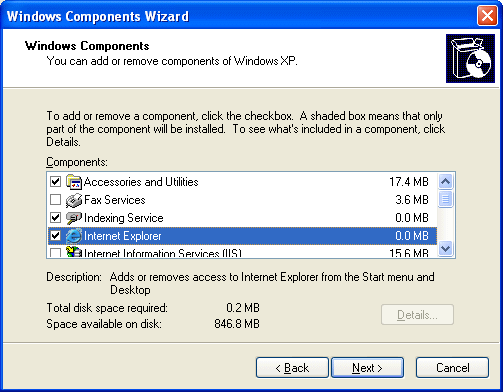 Windows Components Wizard
Windows Components
You can add or remove components of Windows XP.
To add or remove a component, click the checkbox. A shaded box means that only
part of the component will be installed. To see what's included in a component, click
Details.
Components:
Accessories and Utilities 17.4 MB
Fax Services 3.6 MB
Indexing Service 0.0 MB
Internet Explorer 0.0 MB
Internet Information Services (IIS) 15.6 MB
Description: Adds or removes access to Internet Explorer from the Start menu and
Desktop
Total disk space required: 0.2 MB
Space available on disk: 846.8 MB
Details...
< Back Next > Cancel